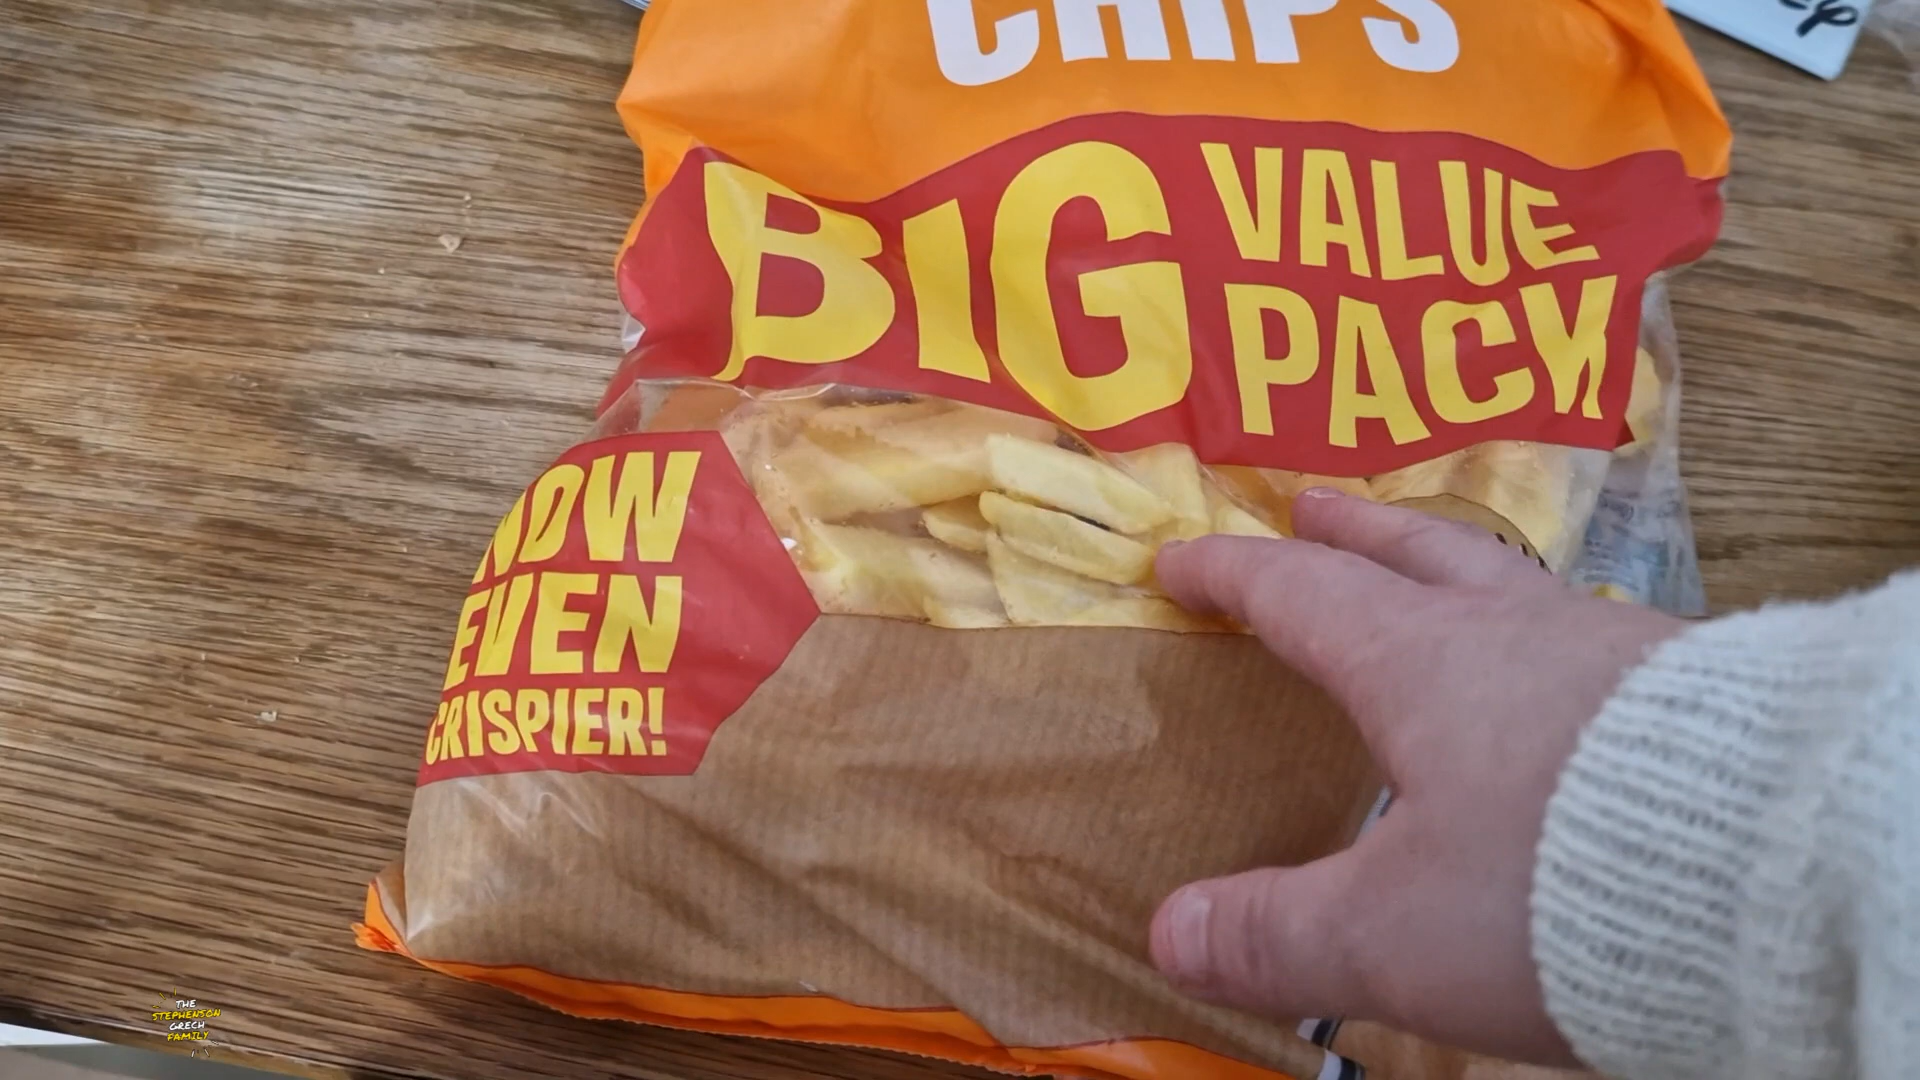 CHIPS
BIG
VALUE
PACK
NOW
EVEN
CRISPIER!
THE
STEPHENSON
GRECH
FAMILY